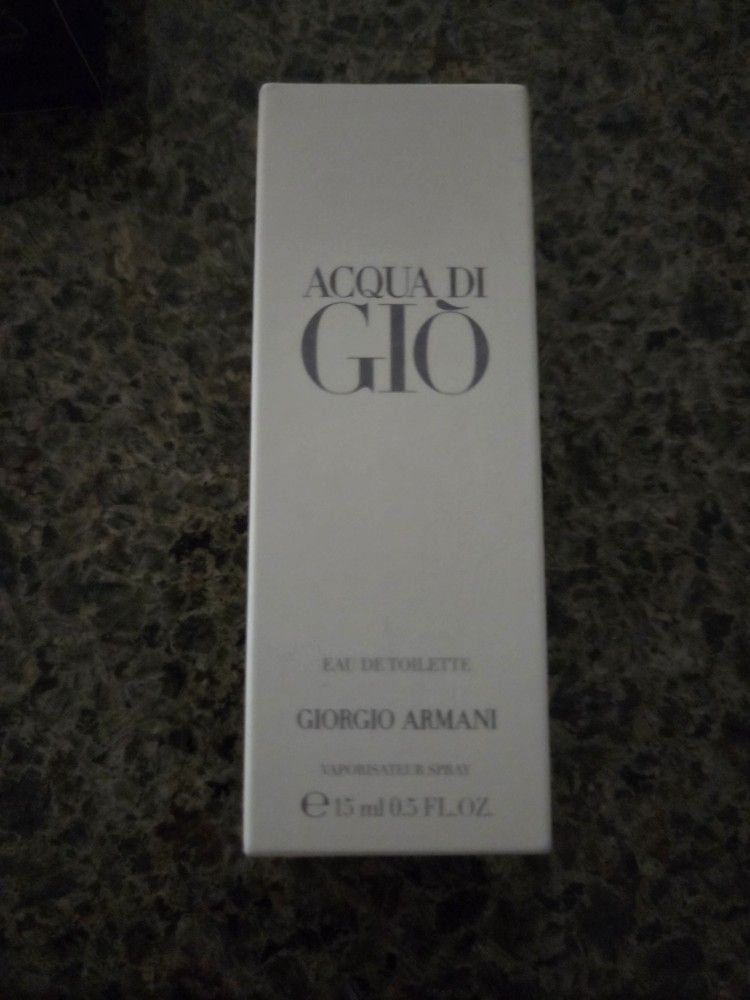 ACQUA DI
GIÒ
EAU DE TOILETTE
GIORGIO ARMANI
VAPORISATEUR SPRAY
℮ 15 ml 0.5 FL.OZ.